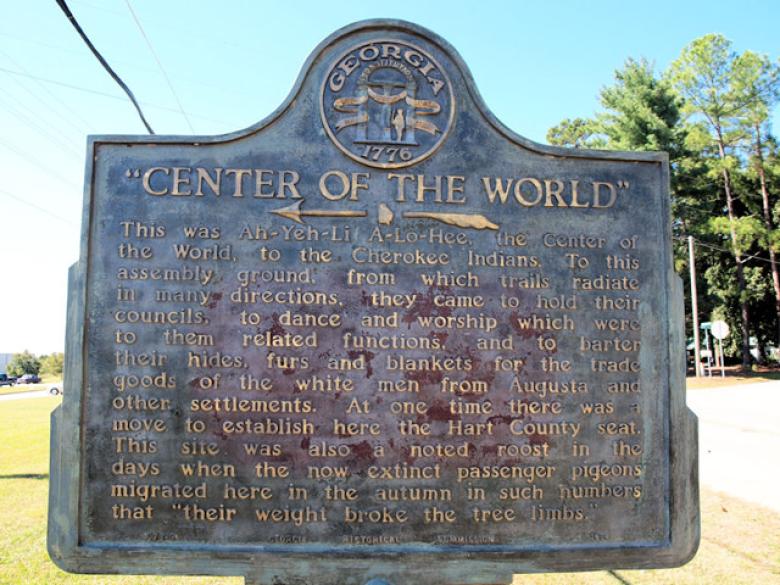 GEORGIA
1776
"CENTER OF THE WORLD"
This was Ah-Yeh-Li A-Lo-Hee, the Center of
the World, to the Cherokee Indians. To this
assembly ground, from which trails radiate
in many directions, they came to hold their
councils, to dance and worship which were
to them related functions, and to barter
their hides, furs and blankets for the trade
goods of the white men from Augusta and
other settlements. At one time there was a
move to establish here the Hart County seat.
This site was also a noted roost in the
days when the now extinct passenger pigeons
migrated here in the autumn in such numbers
that "their weight broke the tree limbs."
GEORGIA HISTORICAL COMMISSION